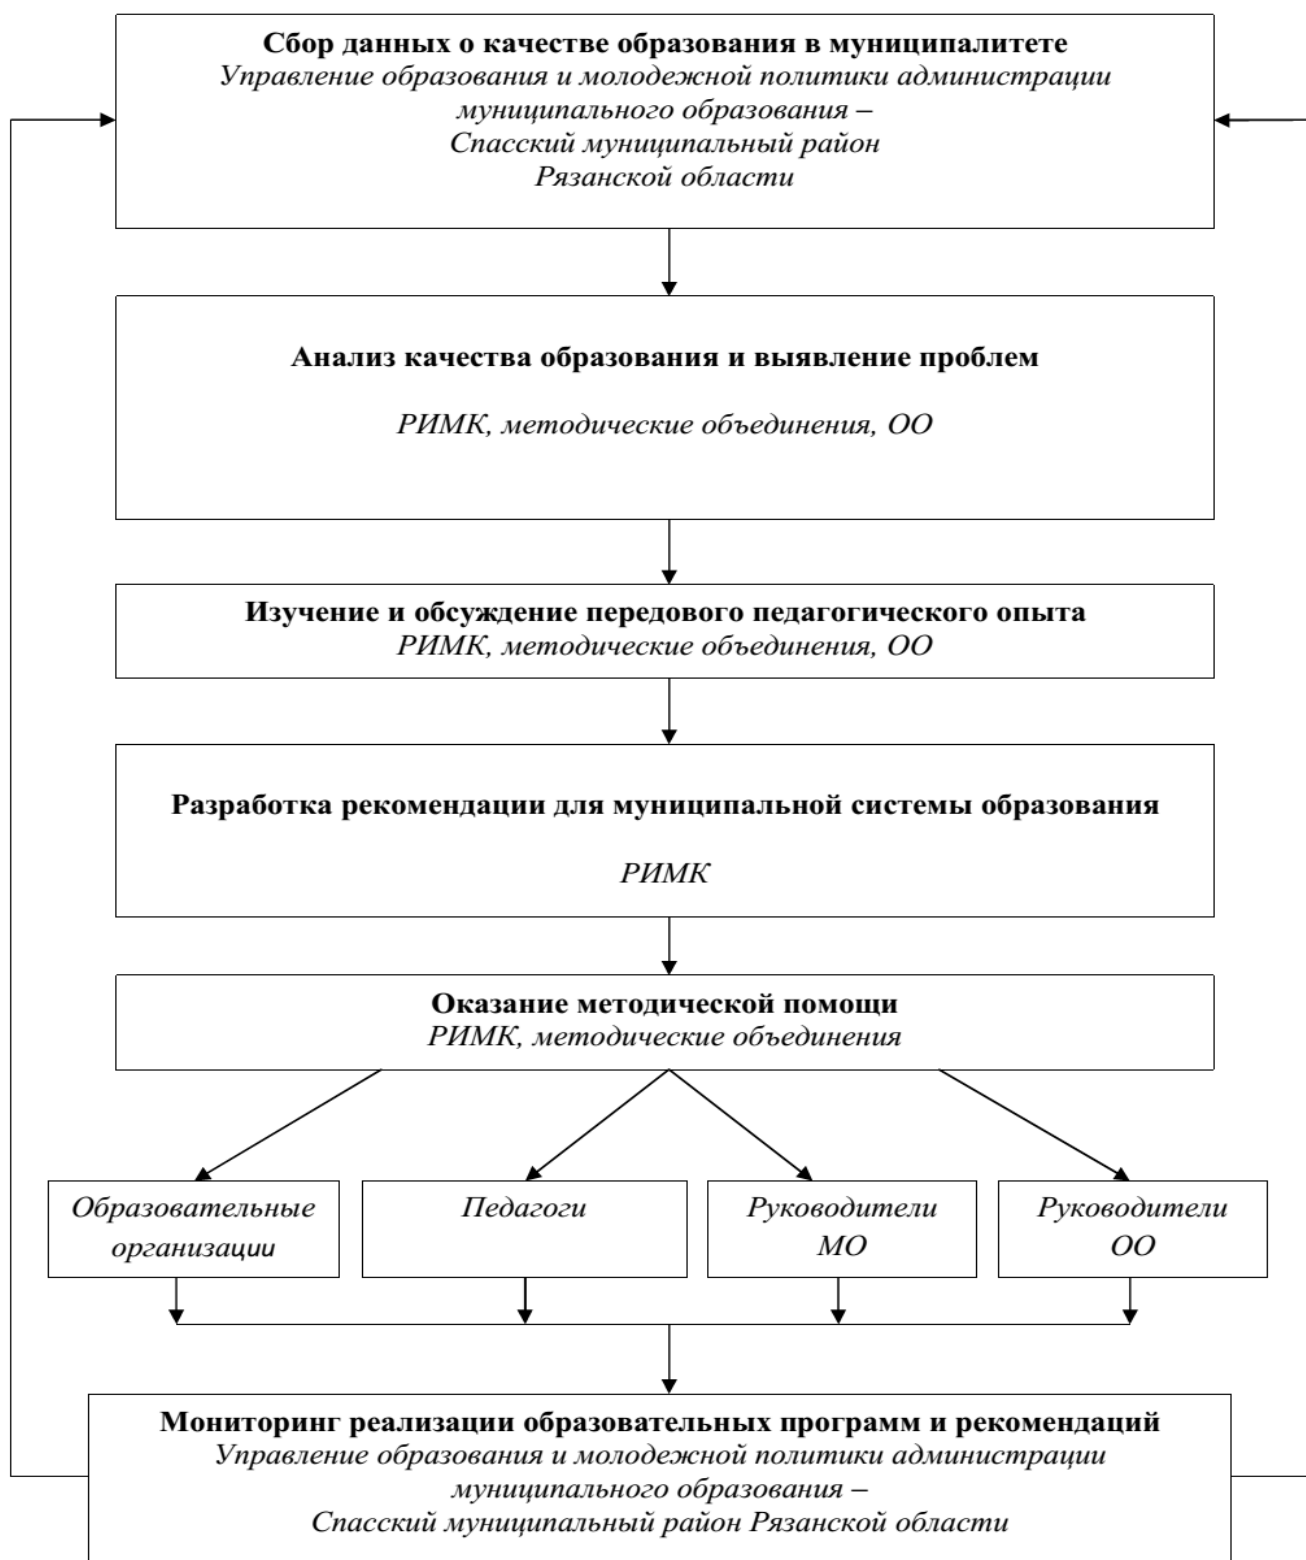 Сбор данных о качестве образования в муниципалитете
Управление образования и молодежной политики администрации
муниципального образования –
Спасский муниципальный район
Рязанской области
Анализ качества образования и выявление проблем
РИМК, методические объединения, ОО
Изучение и обсуждение передового педагогического опыта
РИМК, методические объединения, ОО
Разработка рекомендации для муниципальной системы образования
РИМК
Оказание методической помощи
РИМК, методические объединения
Образовательные
организации
Педагоги
Руководители
МО
Руководители
ОО
Мониторинг реализации образовательных программ и рекомендаций
Управление образования и молодежной политики администрации
муниципального образования –
Спасский муниципальный район Рязанской области